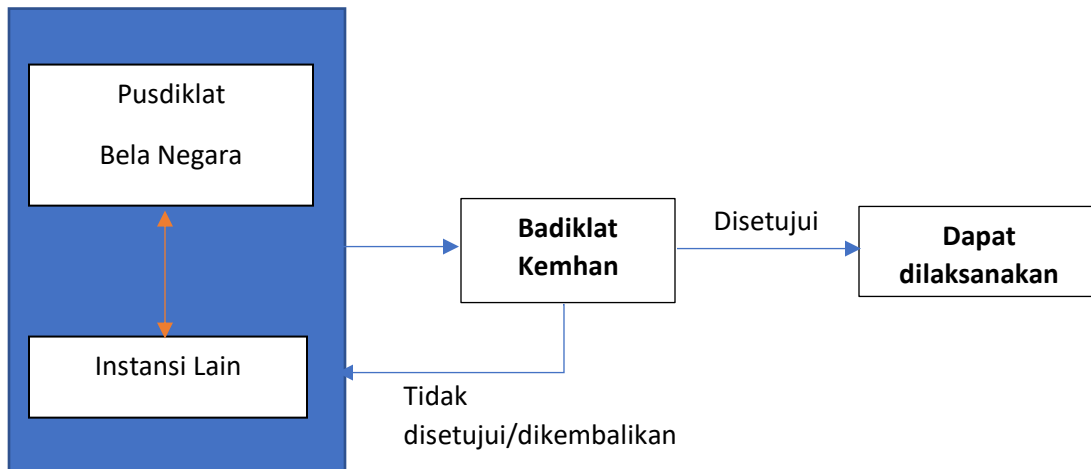 Pusdiklat
Bela Negara
Instansi Lain
Badiklat
Kemhan
Disetujui
Dapat
dilaksanakan
Tidak
disetujui/dikembalikan